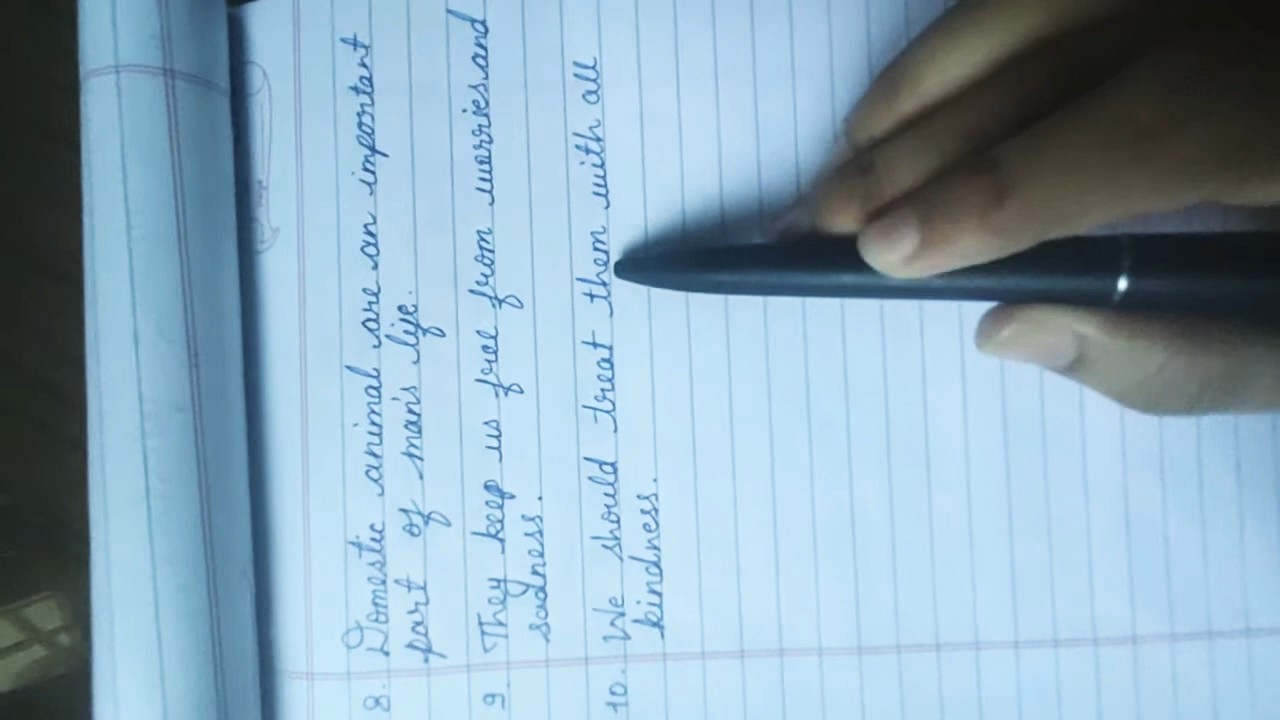 8. Domestic animal are an important
part of man's life.
9. They keep us free from worries and
sadness.
10. We should treat them with all
kindness.